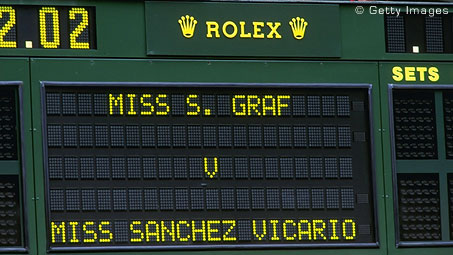 © Getty Images
2.02
ROLEX
SETS
MISS S. GRAF
V
MISS SANCHEZ VICARIO